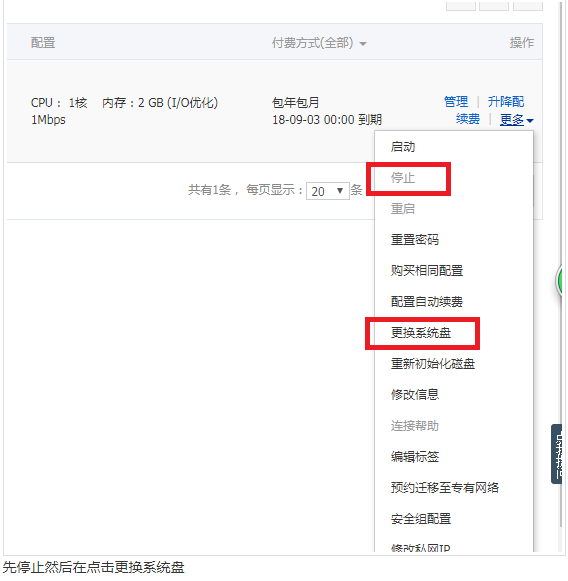 配置 付费方式(全部) 操作
CPU： 1核 内存：2 GB (I/O优化) 包年包月 管理 | 升降配
1Mbps 18-09-03 00:00 到期 续费 | 更多
启动
停止
共有1条， 每页显示： 20 条
重启
重置密码
购买相同配置
配置自动续费
更换系统盘
重新初始化磁盘
修改信息
连接帮助
编辑标签
预约迁移至专有网络
安全组配置
修改私网IP
先停止然后在点击更换系统盘